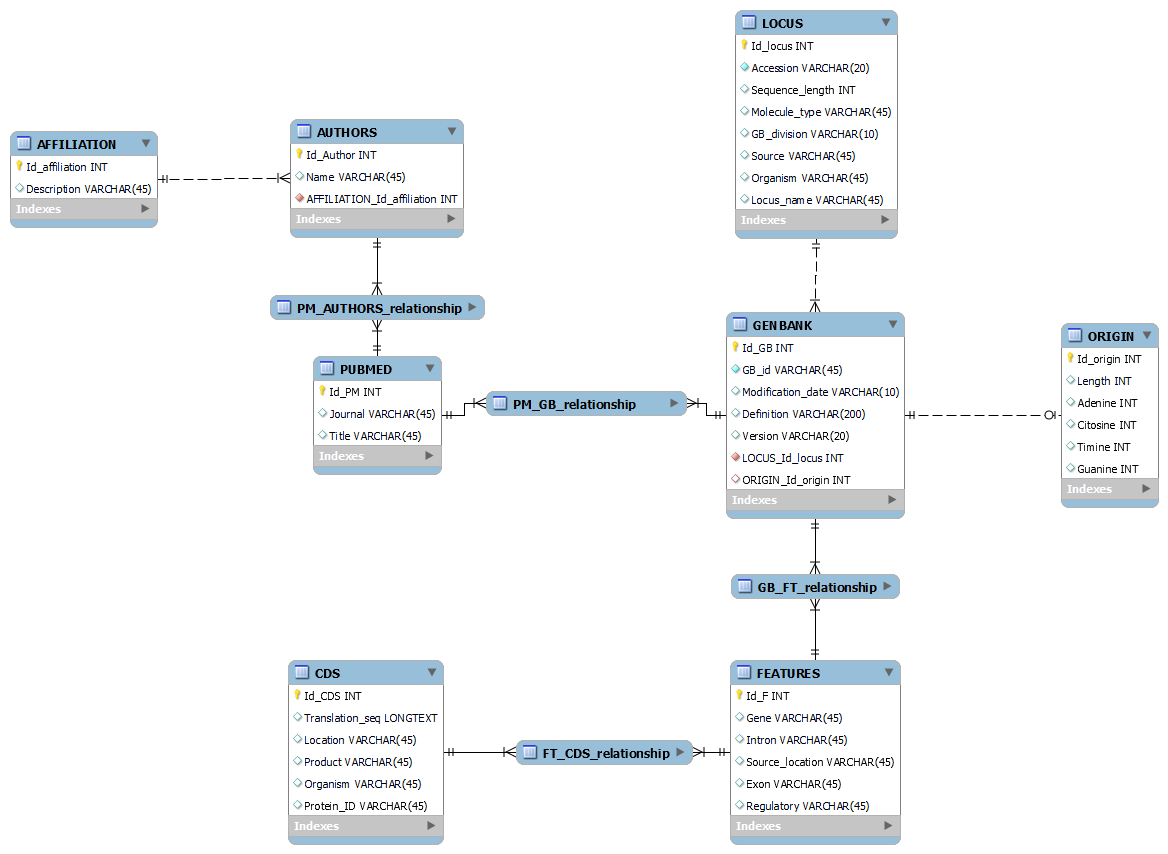 LOCUS
Id_locus INT
Accession VARCHAR(20)
Sequence_length INT
Molecule_type VARCHAR(45)
GB_division VARCHAR(10)
Source VARCHAR(45)
Organism VARCHAR(45)
Locus_name VARCHAR(45)
Indexes
AFFILIATION
Id_affiliation INT
Description VARCHAR(45)
Indexes
AUTHORS
Id_Author INT
Name VARCHAR(45)
AFFILIATION_Id_affiliation INT
Indexes
PM_AUTHORS_relationship
PUBMED
Id_PM INT
Journal VARCHAR(45)
Title VARCHAR(45)
Indexes
PM_GB_relationship
GENBANK
Id_GB INT
GB_id VARCHAR(45)
Modification_date VARCHAR(10)
Definition VARCHAR(200)
Version VARCHAR(20)
LOCUS_Id_locus INT
ORIGIN_Id_origin INT
Indexes
ORIGIN
Id_origin INT
Length INT
Adenine INT
Citosine INT
Timine INT
Guanine INT
Indexes
GB_FT_relationship
CDS
Id_CDS INT
Translation_seq LONGTEXT
Location VARCHAR(45)
Product VARCHAR(45)
Organism VARCHAR(45)
Protein_ID VARCHAR(45)
Indexes
FT_CDS_relationship
FEATURES
Id_F INT
Gene VARCHAR(45)
Intron VARCHAR(45)
Source_location VARCHAR(45)
Exon VARCHAR(45)
Regulatory VARCHAR(45)
Indexes